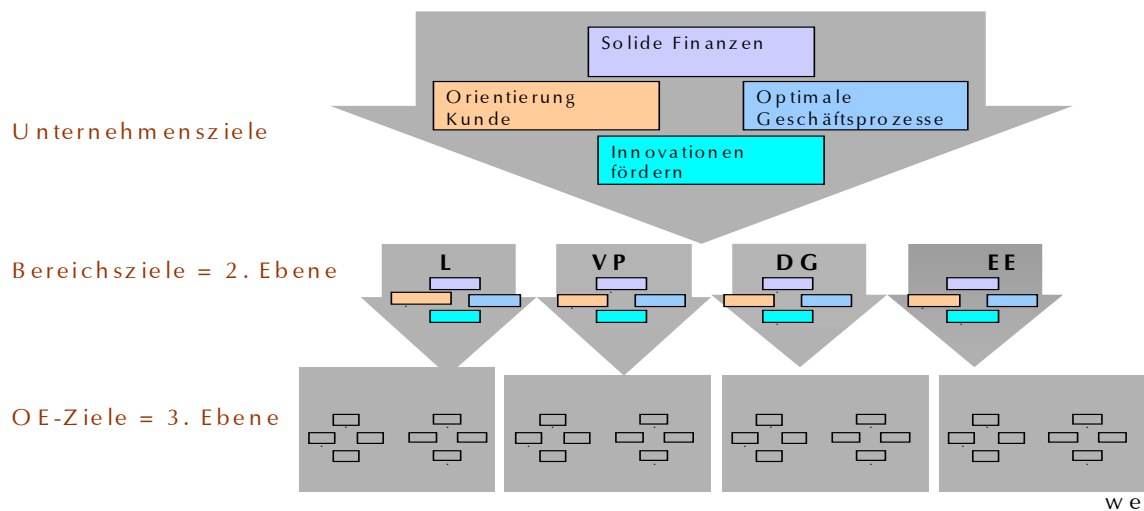 Solide Finanzen
Orientierung
Kunde
Optimale
Geschäftsprozesse
Unternehmensziele
Innovationen
fördern
Bereichsziele = 2. Ebene
L
VP
DG
EE
OE-Ziele = 3. Ebene
we